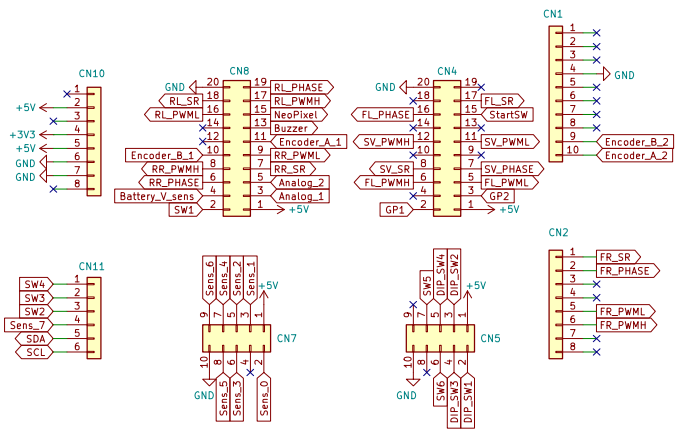 CN1
1
2
3
4 GND
5
6
7
8
9 Encoder_B_2
10 Encoder_A_2
CN10
1
+5V 2
3
+3V3 4
+5V 5
GND 6
GND 7
8
CN8
GND 20 19 RL_PHASE
RL_SR 18 17 RL_PWMH
RL_PWML 16 15 NeoPixel
14 13 Buzzer
12 11 Encoder_A_1
Encoder_B_1 10 9 RR_PWML
RR_PWMH 8 7 RR_SR
RR_PHASE 6 5 Analog_2
Battery_V_sens 4 3 Analog_1
SW1 2 1 +5V
CN4
GND 20 19
18 17 FL_SR
FL_PHASE 16 15 StartSW
14 13
SV_PWMH 12 11 SV_PWML
10 9
SV_SR 8 7 SV_PHASE
FL_PWMH 6 5 FL_PWML
4 3 GP2
GP1 2 1 +5V
CN11
SW4 1
SW3 2
SW2 3
Sens_7 4
SDA 5
SCL 6
Sens_6 Sens_4 Sens_2 Sens_1 +5V
9 7 5 3 1
CN7
10 8 6 4 2
GND Sens_5 Sens_3 Sens_0
SW5 DIP_SW4 DIP_SW2 +5V
9 7 5 3 1
CN5
10 8 6 4 2
GND SW6 DIP_SW3 DIP_SW1
CN2
1 FR_SR
2 FR_PHASE
3
4
5 FR_PWML
6 FR_PWMH
7
8